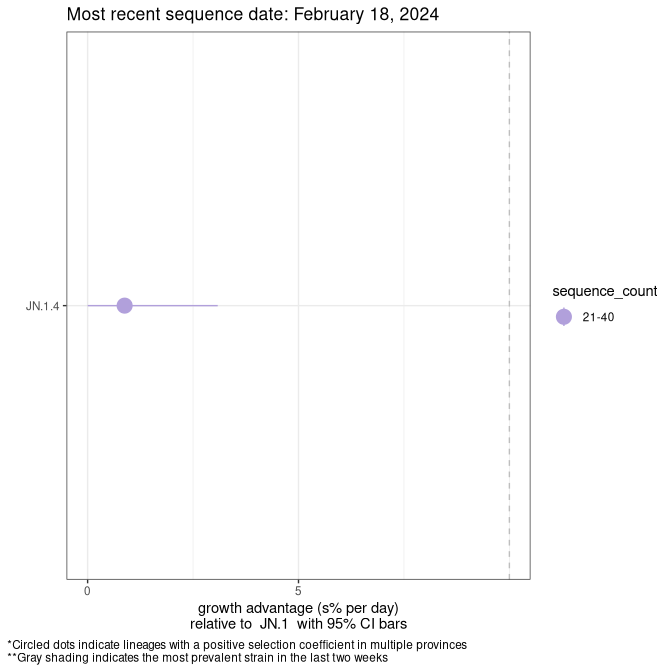 Most recent sequence date: February 18, 2024
JN.1.4
sequence_count
21-40
0 5
growth advantage (s% per day)
relative to JN.1 with 95% CI bars
*Circled dots indicate lineages with a positive selection coefficient in multiple provinces
**Gray shading indicates the most prevalent strain in the last two weeks